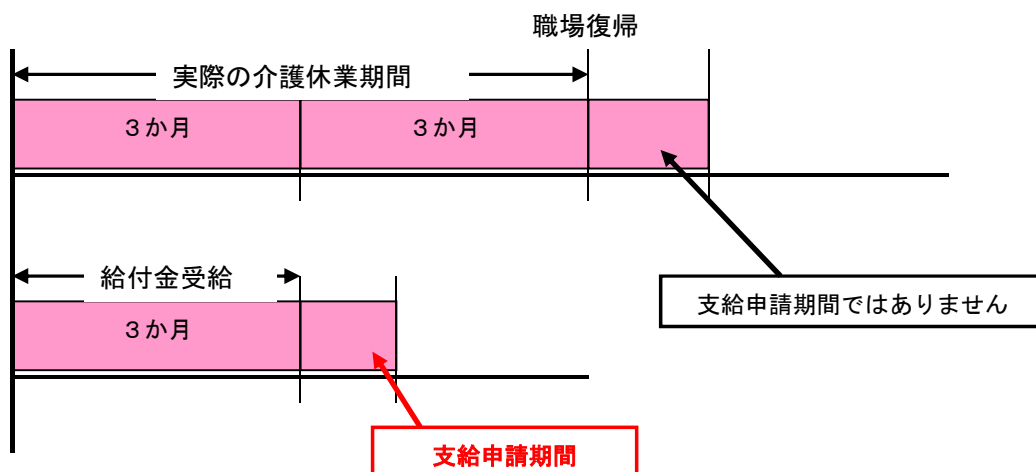 職場復帰
実際の介護休業期間
３か月
３か月
給付金受給
支給申請期間ではありません
３か月
支給申請期間